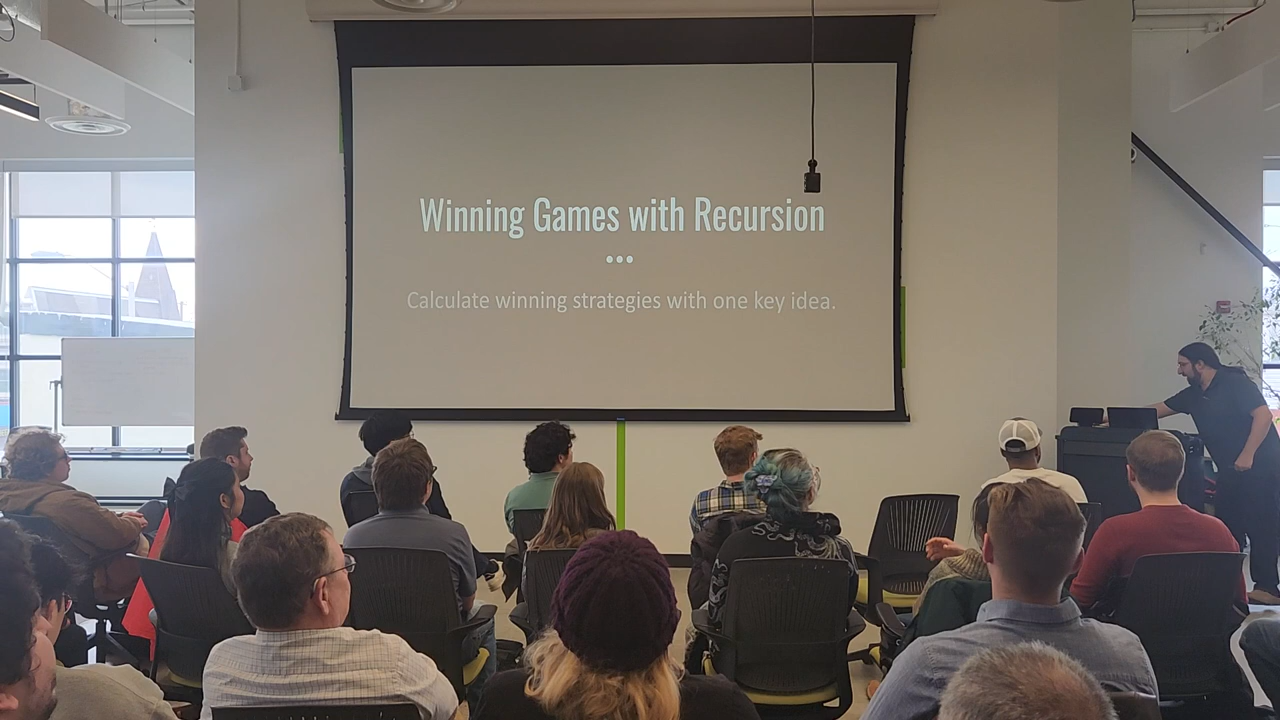 Winning Games with Recursion
Calculate winning strategies with one key idea.